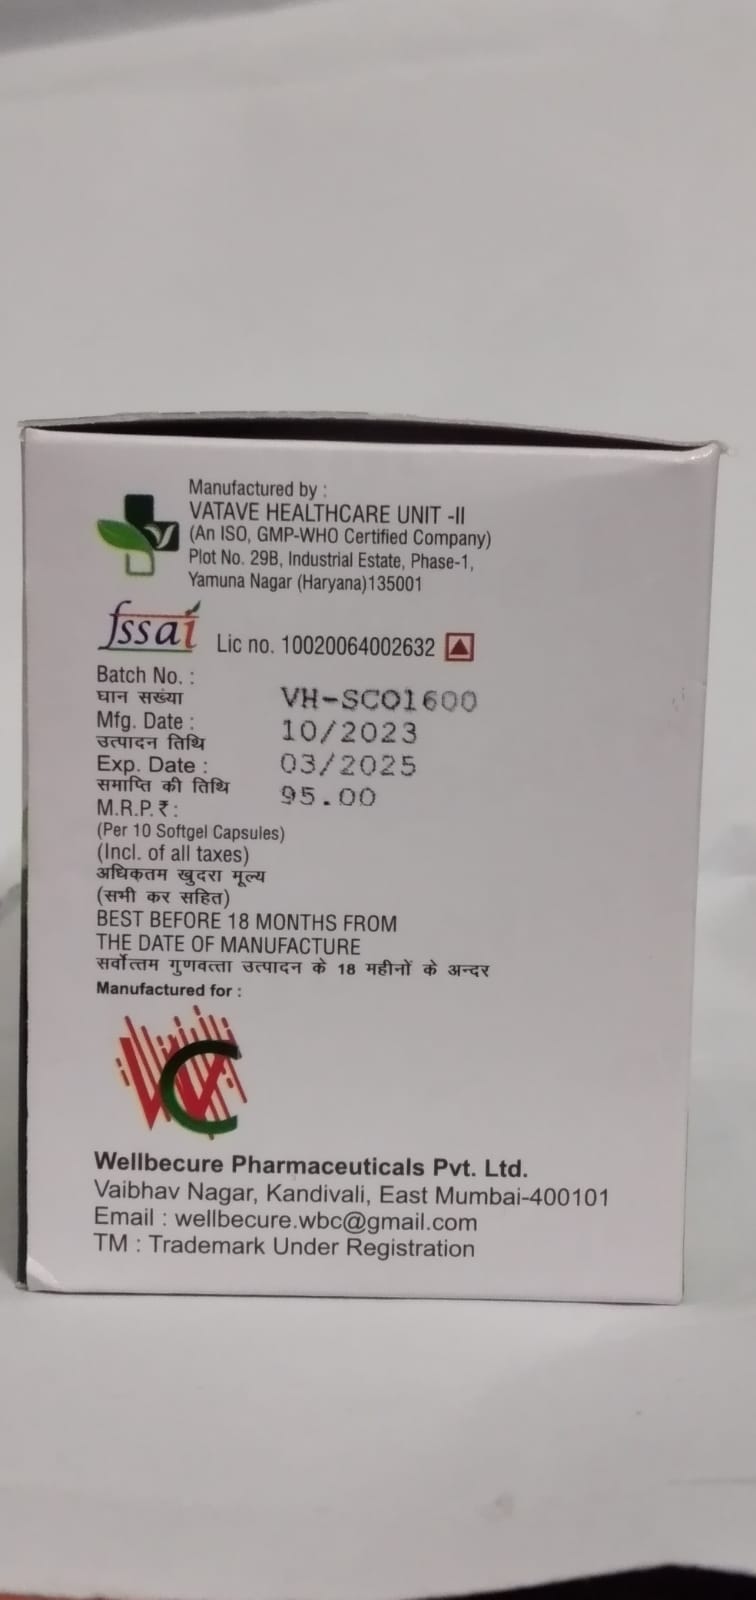 Manufactured by :
VATAVE HEALTHCARE UNIT -II
(An ISO, GMP-WHO Certified Company)
Plot No. 29B, Industrial Estate, Phase-1,
Yamuna Nagar (Haryana)135001
fssai Lic no. 10020064002632
Batch No. :
घान सख्या VH-SCO1600
Mfg. Date : 10/2023
उत्पादन तिथि
Exp. Date : 03/2025
समाप्ति की तिथि
M.R.P.₹ : 95.00
(Per 10 Softgel Capsules)
(Incl. of all taxes)
अधिकतम खुदरा मूल्य
(सभी कर सहित)
BEST BEFORE 18 MONTHS FROM
THE DATE OF MANUFACTURE
सर्वोत्तम गुणवत्ता उत्पादन के 18 महीनों के अन्दर
Manufactured for :
WC
Wellbecure Pharmaceuticals Pvt. Ltd.
Vaibhav Nagar, Kandivali, East Mumbai-400101
Email : wellbecure.wbc@gmail.com
TM : Trademark Under Registration